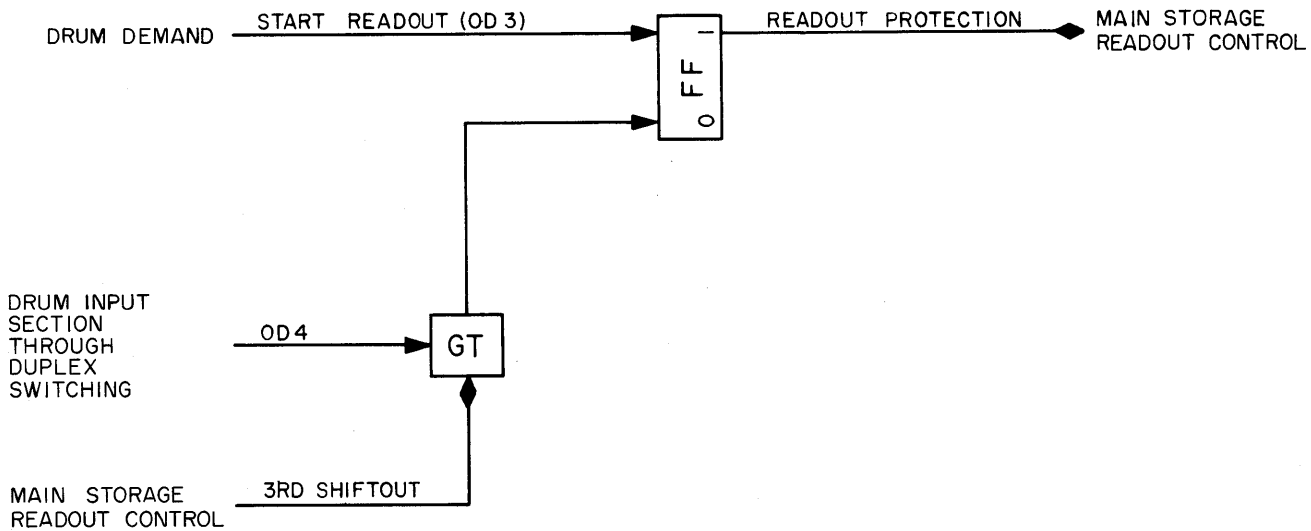 DRUM DEMAND
START READOUT (OD 3)
FF
1
0
READOUT PROTECTION
MAIN STORAGE
READOUT CONTROL
DRUM INPUT
SECTION
THROUGH
DUPLEX
SWITCHING
OD4
GT
MAIN STORAGE
READOUT CONTROL
3RD SHIFTOUT